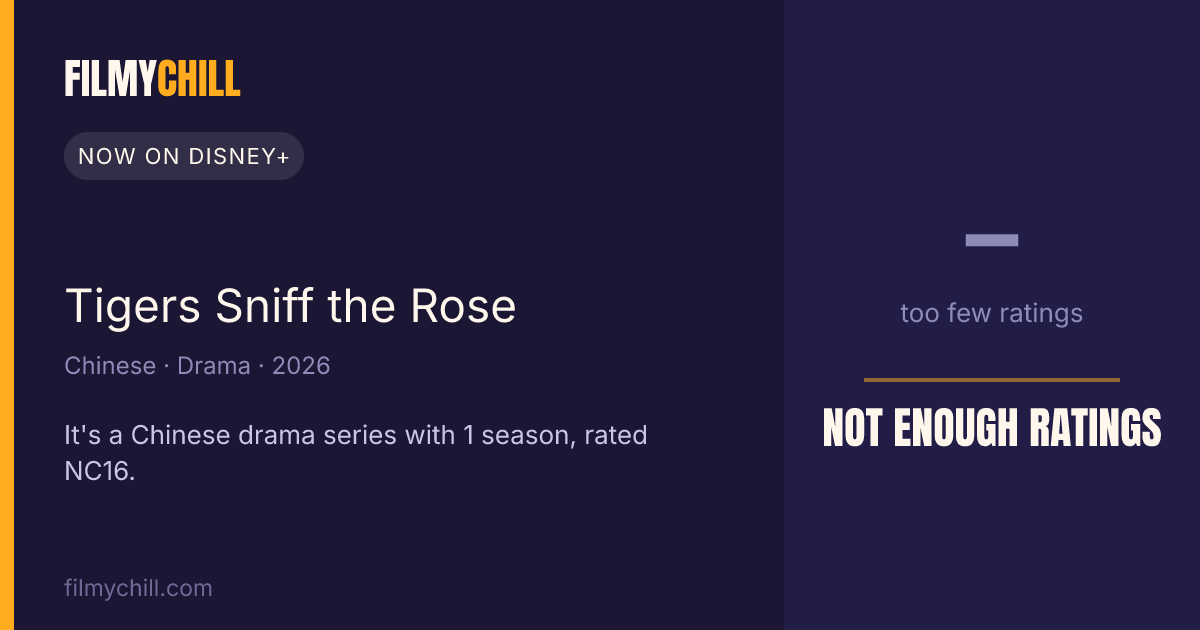 FILMYCHILL
NOW ON DISNEY+
Tigers Sniff the Rose
Chinese · Drama · 2026
It's a Chinese drama series with 1 season, rated
NC16.
filmychill.com
–
too few ratings
NOT ENOUGH RATINGS